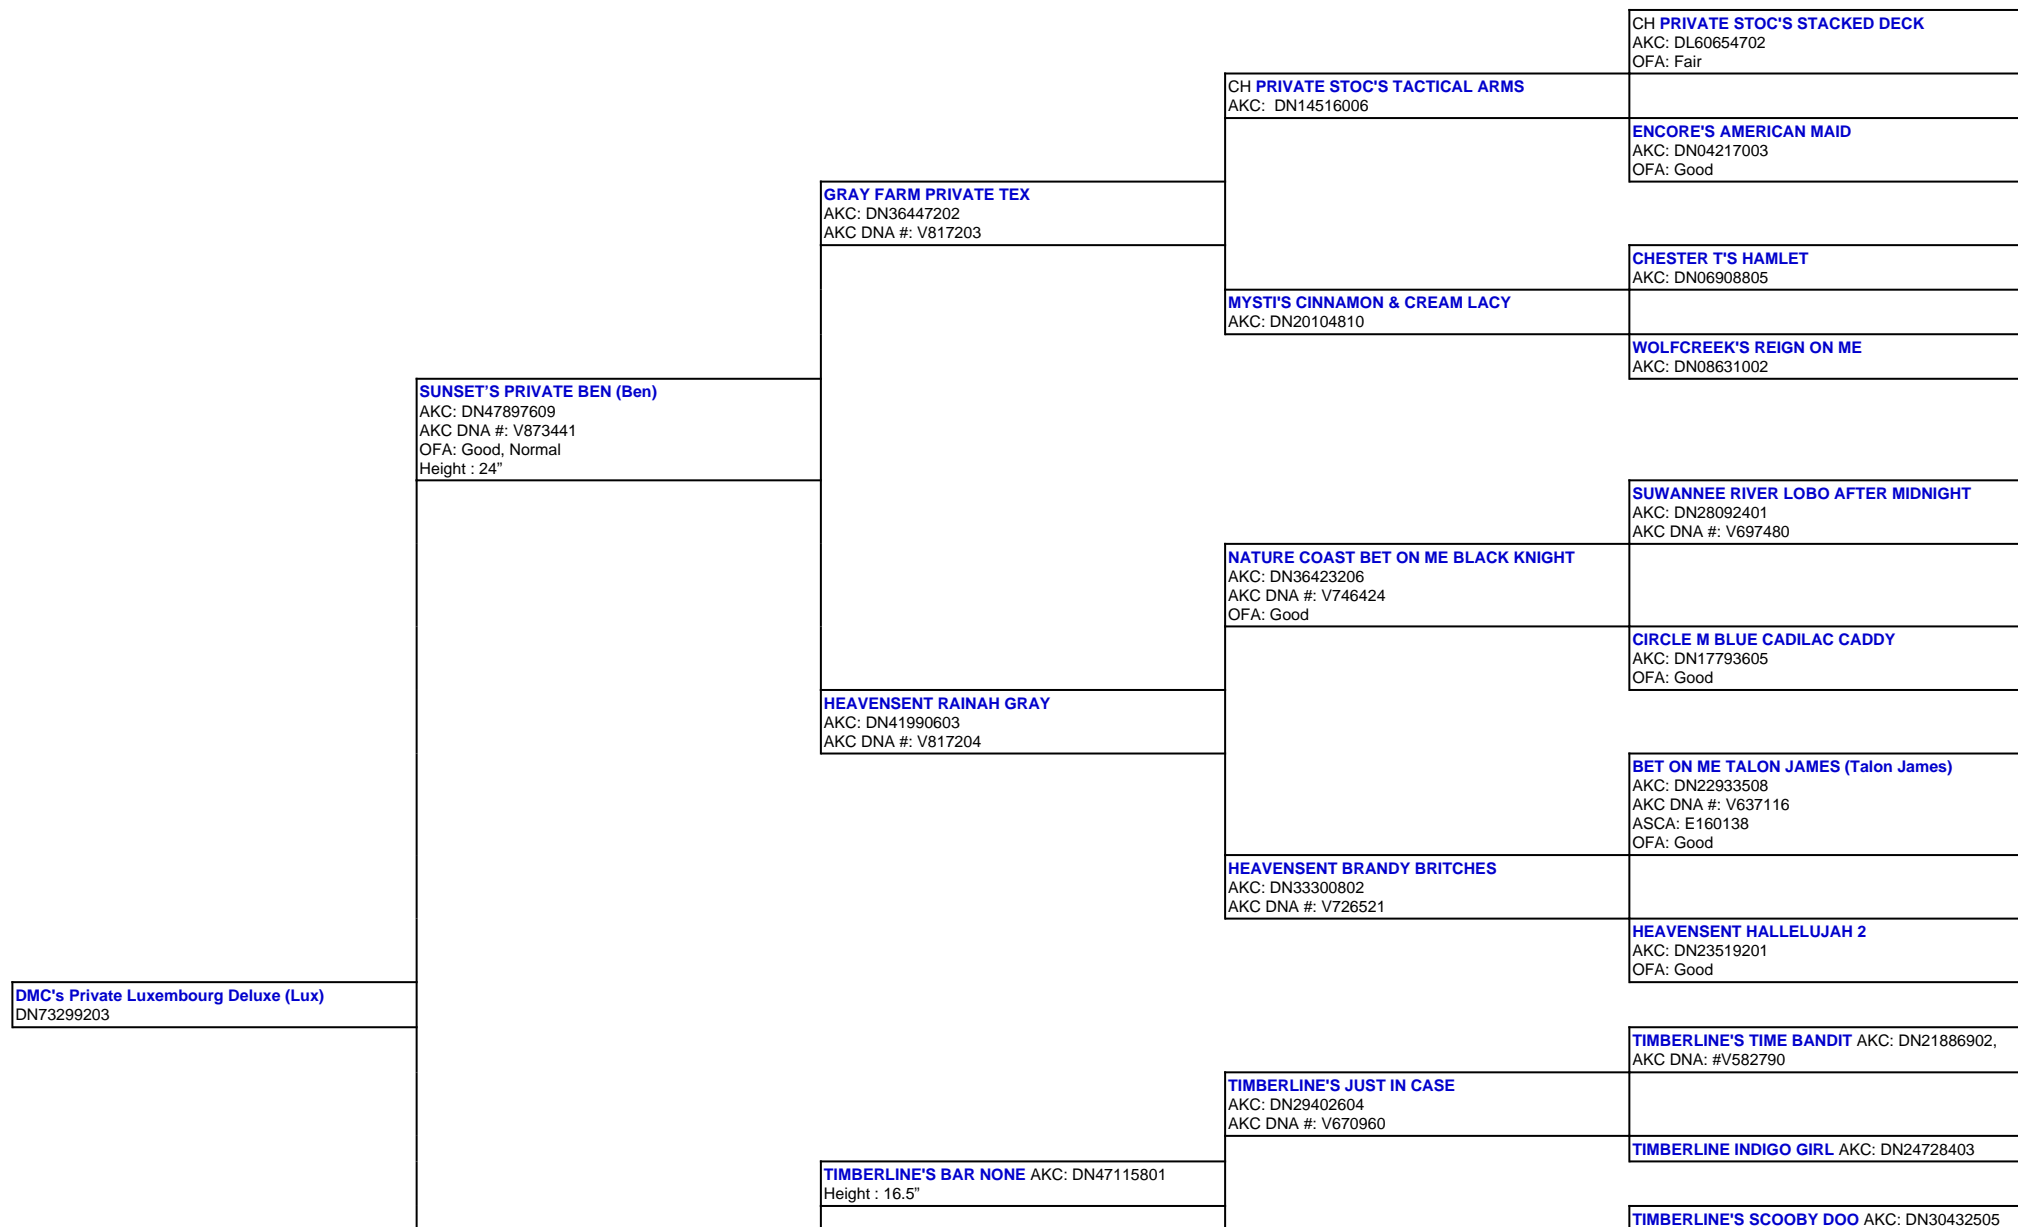 CH PRIVATE STOC'S STACKED DECK
AKC: DL60654702
OFA: Fair
CH PRIVATE STOC'S TACTICAL ARMS
AKC:  DN14516006
ENCORE'S AMERICAN MAID
AKC: DN04217003
OFA: Good
GRAY FARM PRIVATE TEX
AKC: DN36447202
AKC DNA #: V817203
CHESTER T'S HAMLET
AKC: DN06908805
MYSTI'S CINNAMON & CREAM LACY
AKC: DN20104810
WOLFCREEK'S REIGN ON ME
AKC: DN08631002
SUNSET’S PRIVATE BEN (Ben)
AKC: DN47897609
AKC DNA #: V873441
OFA: Good, Normal
Height : 24”
SUWANNEE RIVER LOBO AFTER MIDNIGHT
AKC: DN28092401
AKC DNA #: V697480
NATURE COAST BET ON ME BLACK KNIGHT
AKC: DN36423206
AKC DNA #: V746424
OFA: Good
CIRCLE M BLUE CADILAC CADDY
AKC: DN17793605
OFA: Good
HEAVENSENT RAINAH GRAY
AKC: DN41990603
AKC DNA #: V817204
BET ON ME TALON JAMES (Talon James)
AKC: DN22933508
AKC DNA #: V637116
ASCA: E160138
OFA: Good
HEAVENSENT BRANDY BRITCHES
AKC: DN33300802
AKC DNA #: V726521
HEAVENSENT HALLELUJAH 2
AKC: DN23519201
OFA: Good
DMC's Private Luxembourg Deluxe (Lux)
DN73299203
TIMBERLINE'S TIME BANDIT AKC: DN21886902,
AKC DNA: #V582790
TIMBERLINE'S JUST IN CASE
AKC: DN29402604
AKC DNA #: V670960
TIMBERLINE INDIGO GIRL AKC: DN24728403
TIMBERLINE'S BAR NONE AKC: DN47115801
Height : 16.5”
TIMBERLINE'S SCOOBY DOO AKC: DN30432505